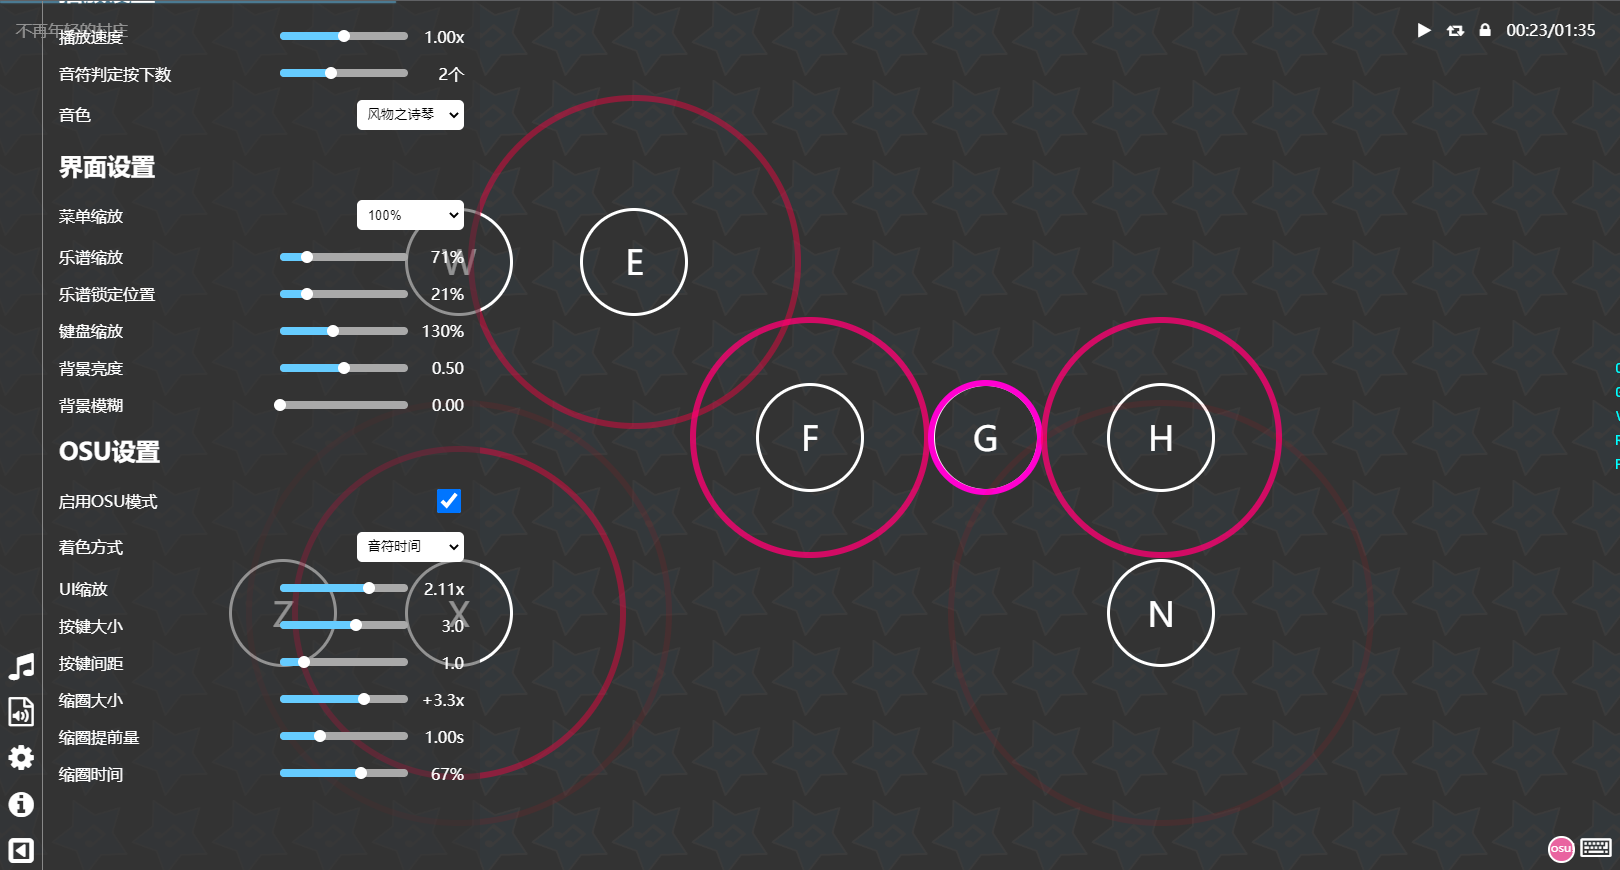 不再年轻的村庄
00:23/01:35
播放速度 1.00x
音符判定按下数 2个
音色 风物之诗琴
界面设置
菜单缩放 100%
乐谱缩放 71%
乐谱锁定位置 21%
键盘缩放 130%
背景亮度 0.50
背景模糊 0.00
OSU设置
启用OSU模式
着色方式 音符时间
UI缩放 2.11x
按键大小 3.0
按键间距 1.0
缩圈大小 +3.3x
缩圈提前量 1.00s
缩圈时间 67%
W
E
F
G
H
Z
X
N
OSU